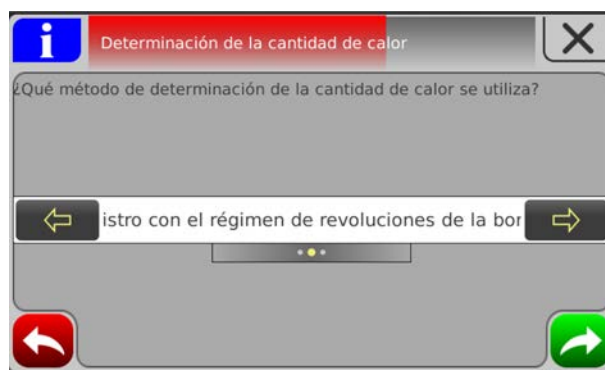 i
Determinación de la cantidad de calor
¿Qué método de determinación de la cantidad de calor se utiliza?
istro con el régimen de revoluciones de la bor